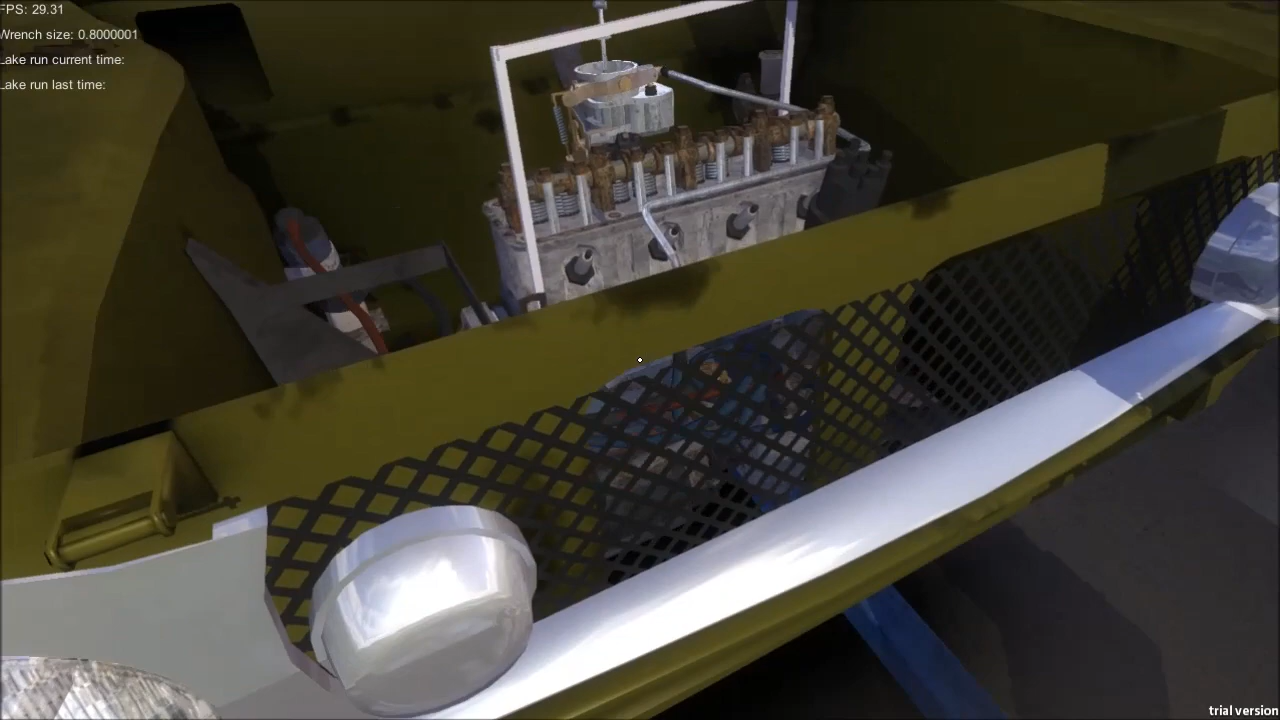 FPS: 29.31
Wrench size: 0.8000001
Lake run current time:
Lake run last time:
trial version